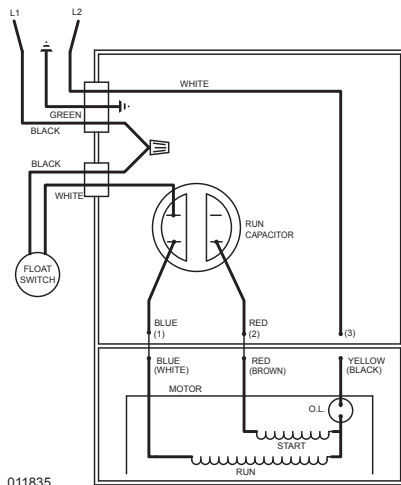 L1
L2
WHITE
GREEN
BLACK
BLACK
WHITE
FLOAT
SWITCH
RUN
CAPACITOR
BLUE
(1)
RED
(2)
(3)
BLUE
(WHITE)
RED
(BROWN)
YELLOW
(BLACK)
MOTOR
O.L.
START
RUN
011835